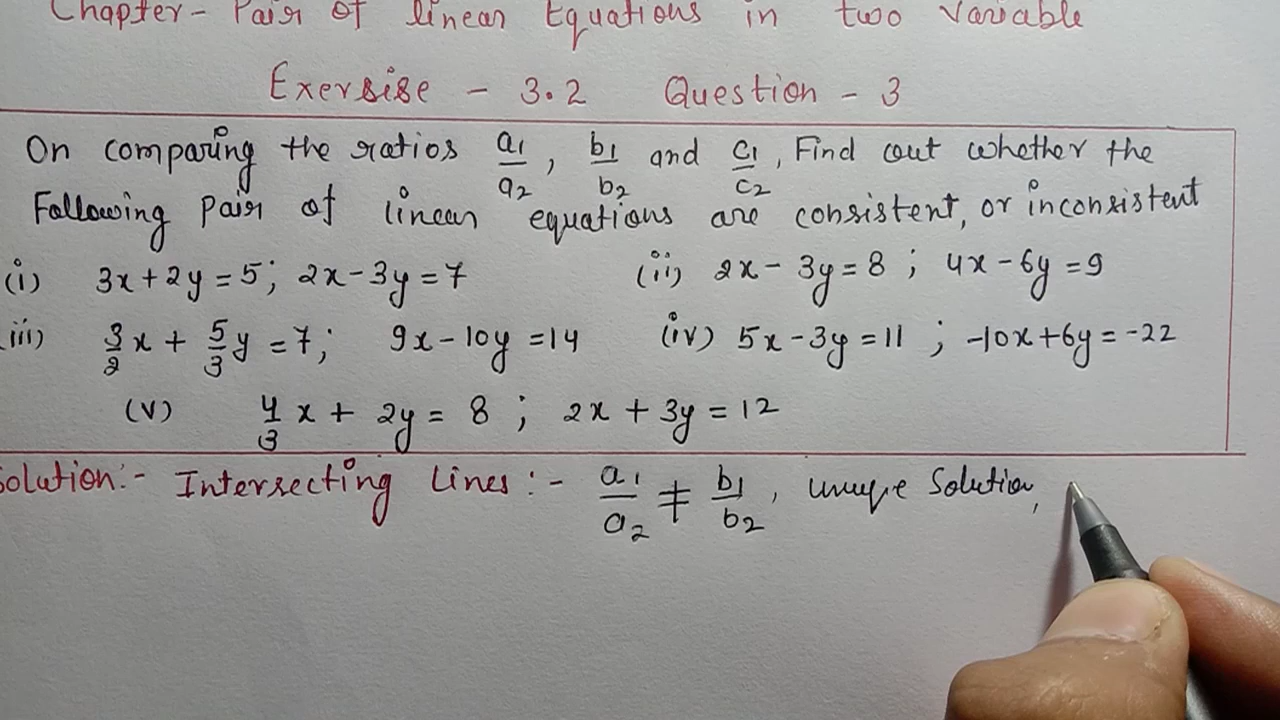 Chapter - Pair of linear Equations in two Variable
Exersise - 3.2 Question - 3
On comparing the ratios a1/a2, b1/b2 and c1/c2, Find out whether the
Following pair of linear equations are consistent, or inconsistent
(i) 3x+2y=5; 2x-3y=7 (ii) 2x-3y=8; 4x-6y=9
iii) 3/2x + 5/3y = 7; 9x-10y=14 (iv) 5x-3y=11; -10x+6y=-22
(v) 4/3x + 2y = 8; 2x + 3y = 12
Solution:- Intersecting Lines:- a1/a2 ≠ b1/b2, unique Solution,